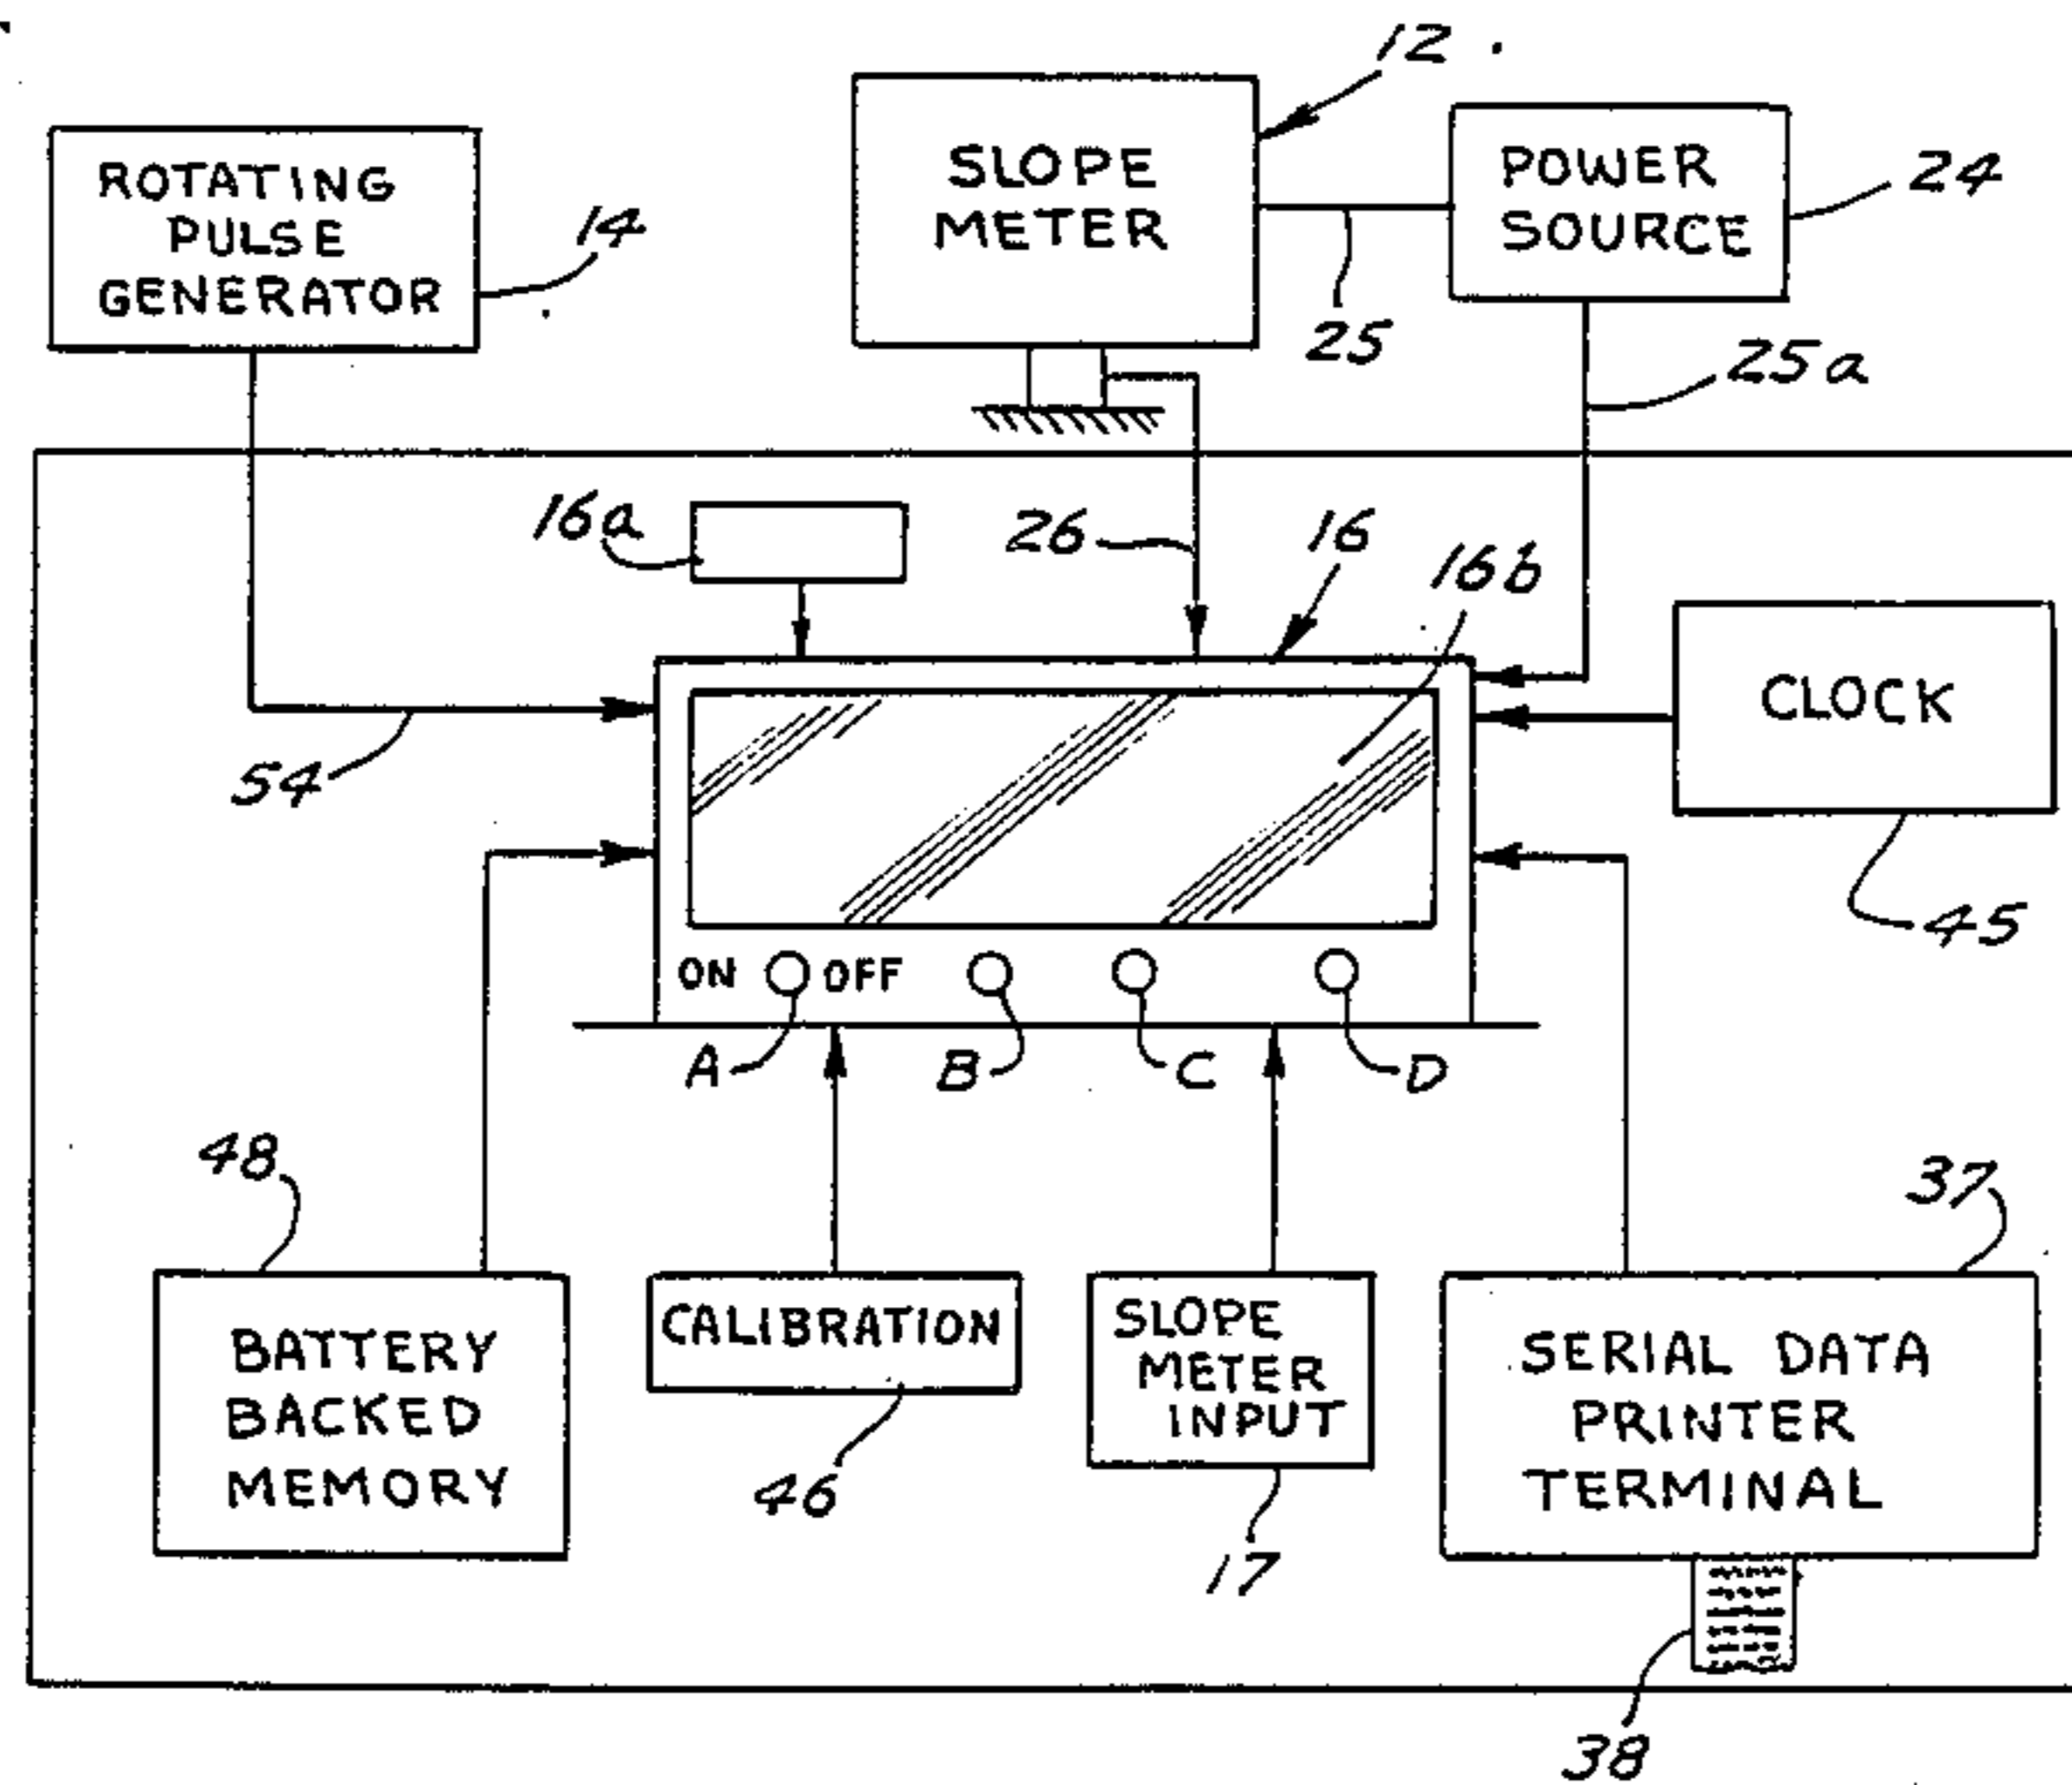 12
ROTATING
PULSE
GENERATOR
14
SLOPE
METER
POWER
SOURCE
24
25
25a
16a
26
16
16b
CLOCK
54
45
ON OFF
A B C D
48
37
BATTERY
BACKED
MEMORY
CALIBRATION
46
SLOPE
METER
INPUT
17
SERIAL DATA
PRINTER
TERMINAL
38